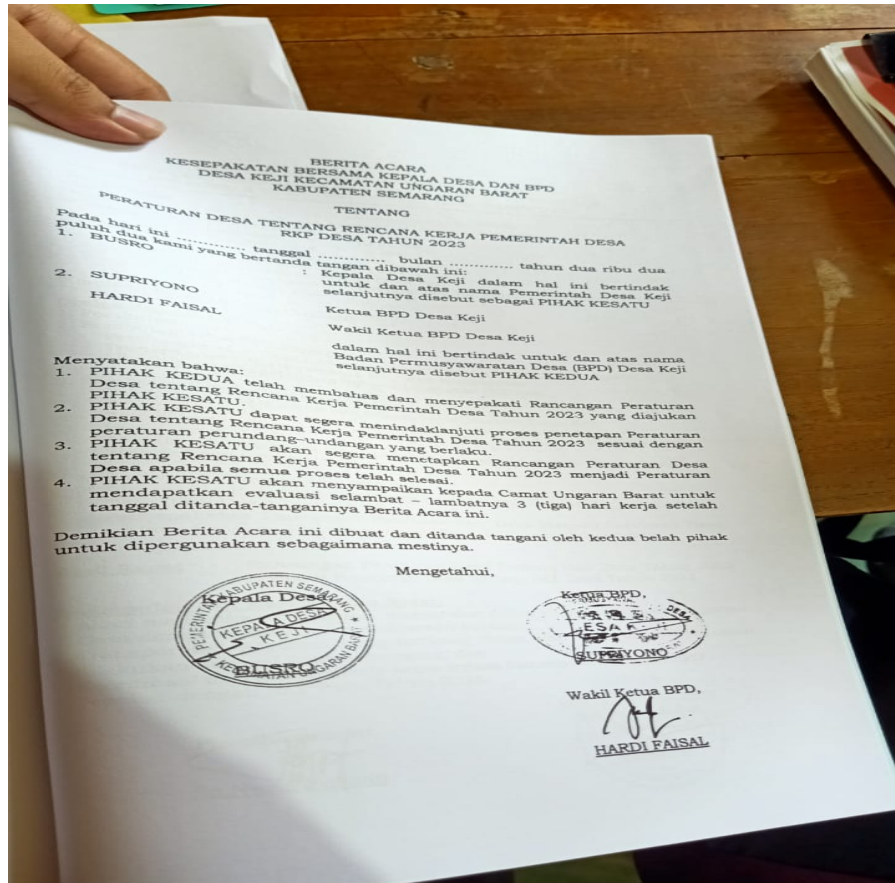 BERITA ACARA
KESEPAKATAN BERSAMA KEPALA DESA DAN BPD
DESA KEJI KECAMATAN UNGARAN BARAT
KABUPATEN SEMARANG
TENTANG
PERATURAN DESA TENTANG RENCANA KERJA PEMERINTAH DESA
RKP DESA TAHUN 2023
Pada hari ini ............. tanggal ............. bulan ............ tahun dua ribu dua
puluh dua kami yang bertanda tangan dibawah ini:
1. BUSRO : Kepala Desa Keji dalam hal ini bertindak
untuk dan atas nama Pemerintah Desa Keji
selanjutnya disebut sebagai PIHAK KESATU
2. SUPRIYONO Ketua BPD Desa Keji
HARDI FAISAL Wakil Ketua BPD Desa Keji
dalam hal ini bertindak untuk dan atas nama
Badan Permusyawaratan Desa (BPD) Desa Keji
selanjutnya disebut PIHAK KEDUA
Menyatakan bahwa:
1. PIHAK KEDUA telah membahas dan menyepakati Rancangan Peraturan
Desa tentang Rencana Kerja Pemerintah Desa Tahun 2023 yang diajukan
PIHAK KESATU.
2. PIHAK KESATU dapat segera menindaklanjuti proses penetapan Peraturan
Desa tentang Rencana Kerja Pemerintah Desa Tahun 2023 sesuai dengan
peraturan perundang–undangan yang berlaku.
3. PIHAK KESATU akan segera menetapkan Rancangan Peraturan Desa
tentang Rencana Kerja Pemerintah Desa Tahun 2023 menjadi Peraturan
Desa apabila semua proses telah selesai.
4. PIHAK KESATU akan menyampaikan kepada Camat Ungaran Barat untuk
mendapatkan evaluasi selambat – lambatnya 3 (tiga) hari kerja setelah
tanggal ditanda-tanganinya Berita Acara ini.
Demikian Berita Acara ini dibuat dan ditanda tangani oleh kedua belah pihak
untuk dipergunakan sebagaimana mestinya.
Mengetahui,
Kepala Desa
PEMERINTAH KABUPATEN SEMARANG
KEPALA DESA
KEJI
KECAMATAN UNGARAN BARAT
BUSRO
Ketua BPD,
SUPRIYONO
Wakil Ketua BPD,
HARDI FAISAL